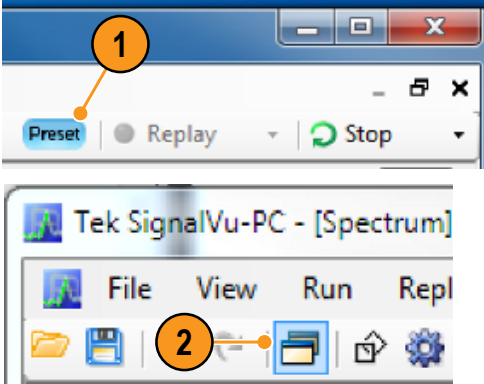 1
Preset Replay Stop
Tek SignalVu-PC - [Spectrum]
File View Run Repl
2